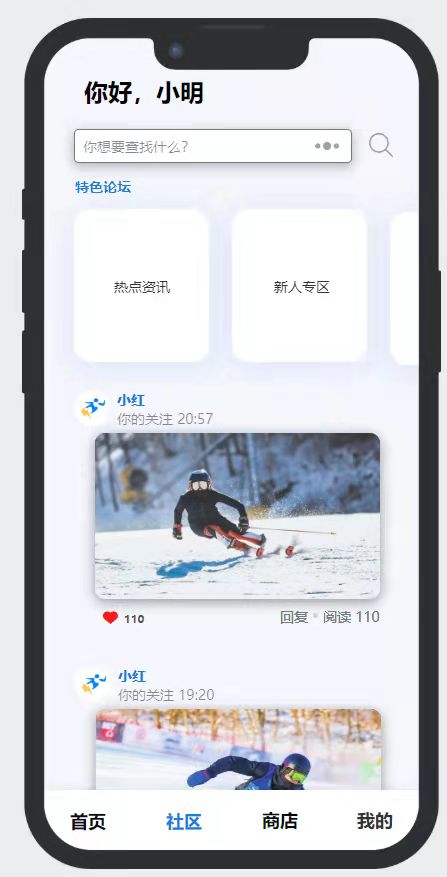 你好，小明
你想要查找什么？
特色论坛
热点资讯
新人专区
小红
你的关注 20:57
110
回复 阅读 110
小红
你的关注 19:20
首页 社区 商店 我的